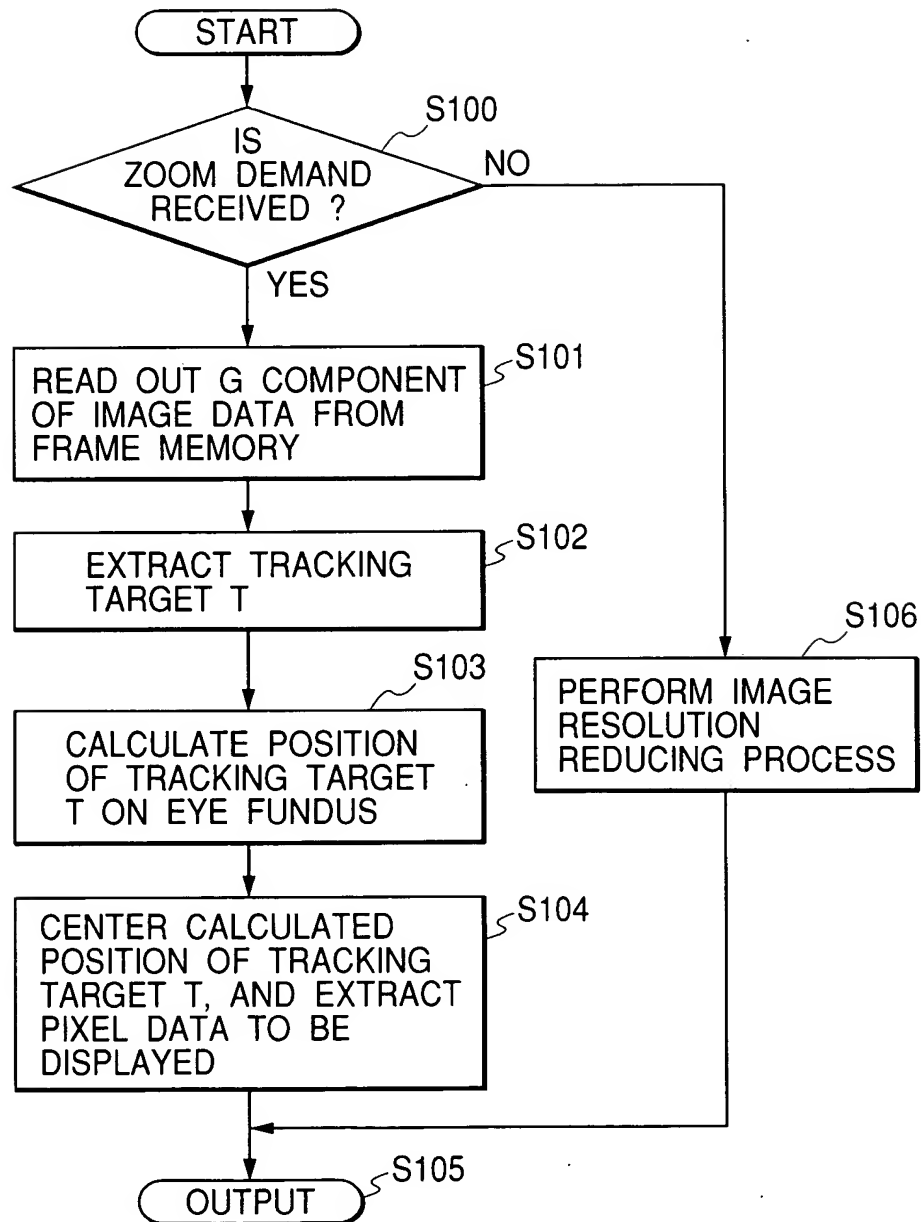 START
S100
IS
ZOOM DEMAND
RECEIVED ?
NO
YES
S101
READ OUT G COMPONENT
OF IMAGE DATA FROM
FRAME MEMORY
S102
EXTRACT TRACKING
TARGET T
S103
CALCULATE POSITION
OF TRACKING TARGET
T ON EYE FUNDUS
S106
PERFORM IMAGE
RESOLUTION
REDUCING PROCESS
S104
CENTER CALCULATED
POSITION OF TRACKING
TARGET T, AND EXTRACT
PIXEL DATA TO BE
DISPLAYED
S105
OUTPUT